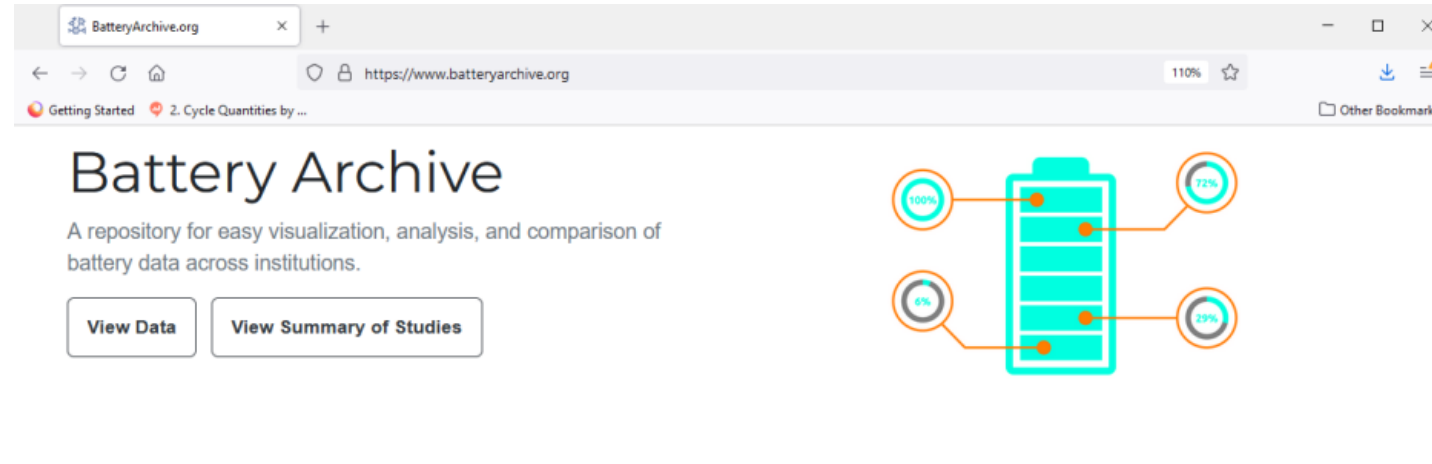 BatteryArchive.org
https://www.batteryarchive.org
110%
Getting Started
2. Cycle Quantities by ...
Other Bookmark
Battery Archive
A repository for easy visualization, analysis, and comparison of
battery data across institutions.
View Data
View Summary of Studies
100%
72%
6%
29%